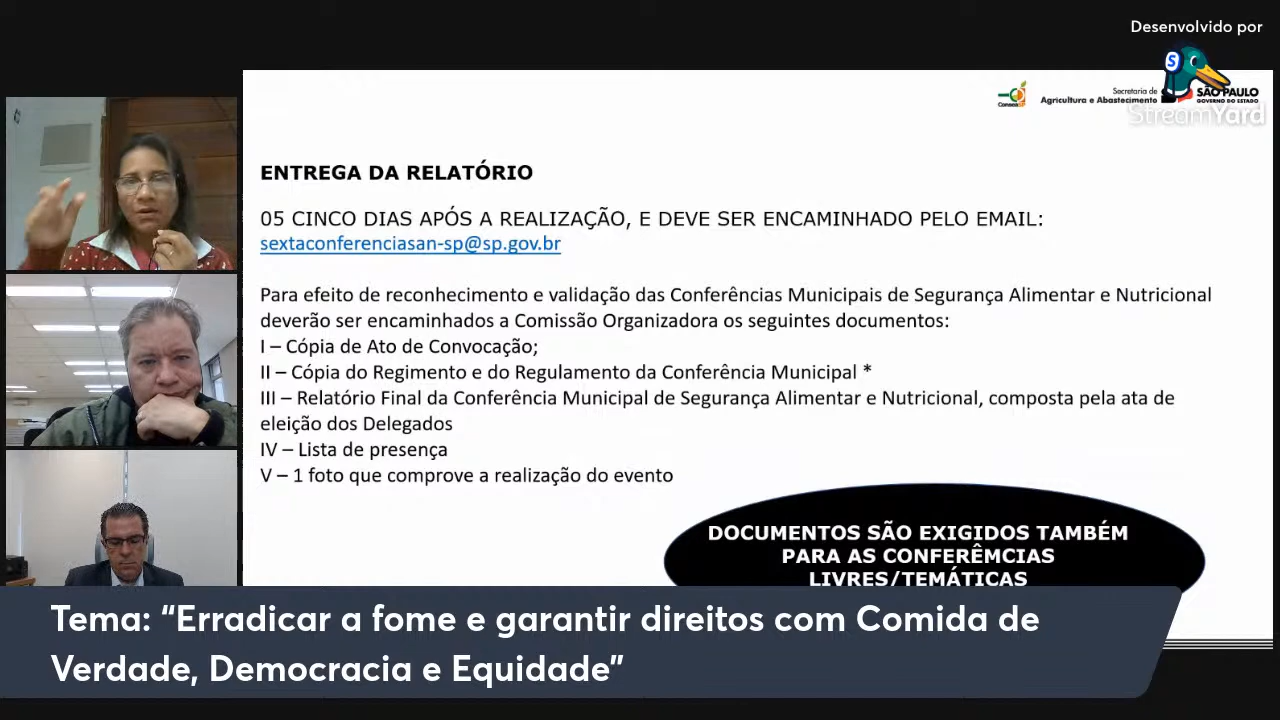 Desenvolvido por
S
StreamYard
Consea SP
Secretaria de
Agricultura e Abastecimento
SÃO PAULO
GOVERNO DO ESTADO
ENTREGA DA RELATÓRIO
05 CINCO DIAS APÓS A REALIZAÇÃO, E DEVE SER ENCAMINHADO PELO EMAIL:
sextaconferenciasan-sp@sp.gov.br
Para efeito de reconhecimento e validação das Conferências Municipais de Segurança Alimentar e Nutricional
deverão ser encaminhados a Comissão Organizadora os seguintes documentos:
I – Cópia de Ato de Convocação;
II – Cópia do Regimento e do Regulamento da Conferência Municipal *
III – Relatório Final da Conferência Municipal de Segurança Alimentar e Nutricional, composta pela ata de
eleição dos Delegados
IV – Lista de presença
V – 1 foto que comprove a realização do evento
DOCUMENTOS SÃO EXIGIDOS TAMBÉM
PARA AS CONFERÊMCIAS
LIVRES/TEMÁTICAS
Tema: “Erradicar a fome e garantir direitos com Comida de
Verdade, Democracia e Equidade”